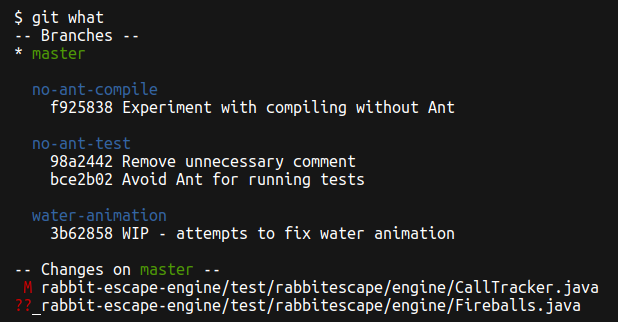 $ git what
-- Branches --
* master
no-ant-compile
f925838 Experiment with compiling without Ant
no-ant-test
98a2442 Remove unnecessary comment
bce2b02 Avoid Ant for running tests
water-animation
3b62858 WIP - attempts to fix water animation
-- Changes on master --
M rabbit-escape-engine/test/rabbitescape/engine/CallTracker.java
??_rabbit-escape-engine/test/rabbitescape/engine/Fireballs.java